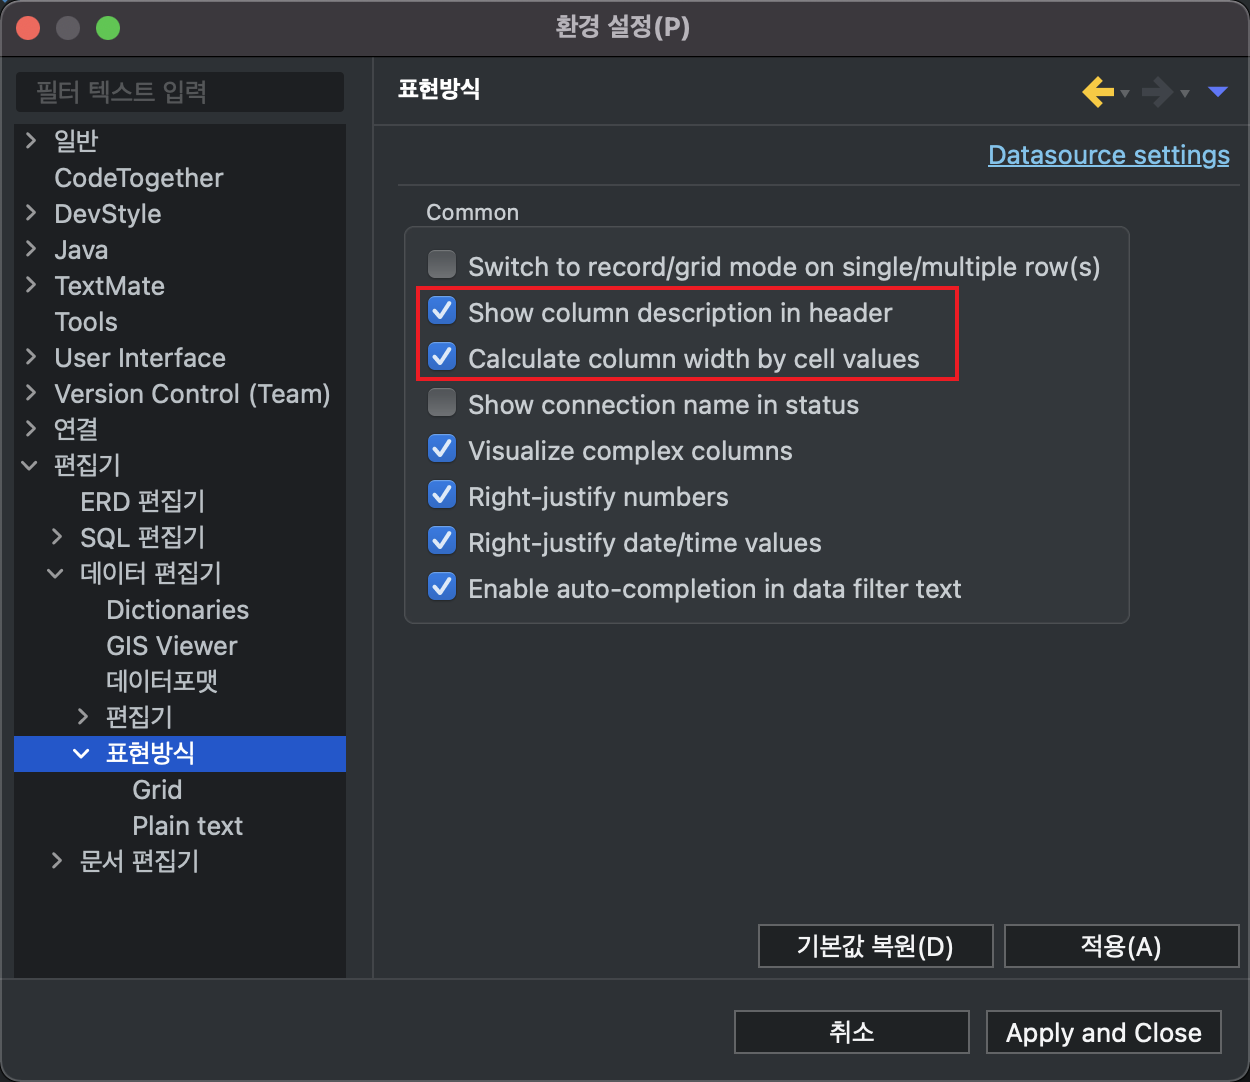 환경 설정(P)
필터 텍스트 입력
일반
CodeTogether
DevStyle
Java
TextMate
Tools
User Interface
Version Control (Team)
연결
편집기
ERD 편집기
SQL 편집기
데이터 편집기
Dictionaries
GIS Viewer
데이터포맷
편집기
표현방식
Grid
Plain text
문서 편집기
표현방식
Datasource settings
Common
Switch to record/grid mode on single/multiple row(s)
Show column description in header
Calculate column width by cell values
Show connection name in status
Visualize complex columns
Right-justify numbers
Right-justify date/time values
Enable auto-completion in data filter text
기본값 복원(D)
적용(A)
취소
Apply and Close